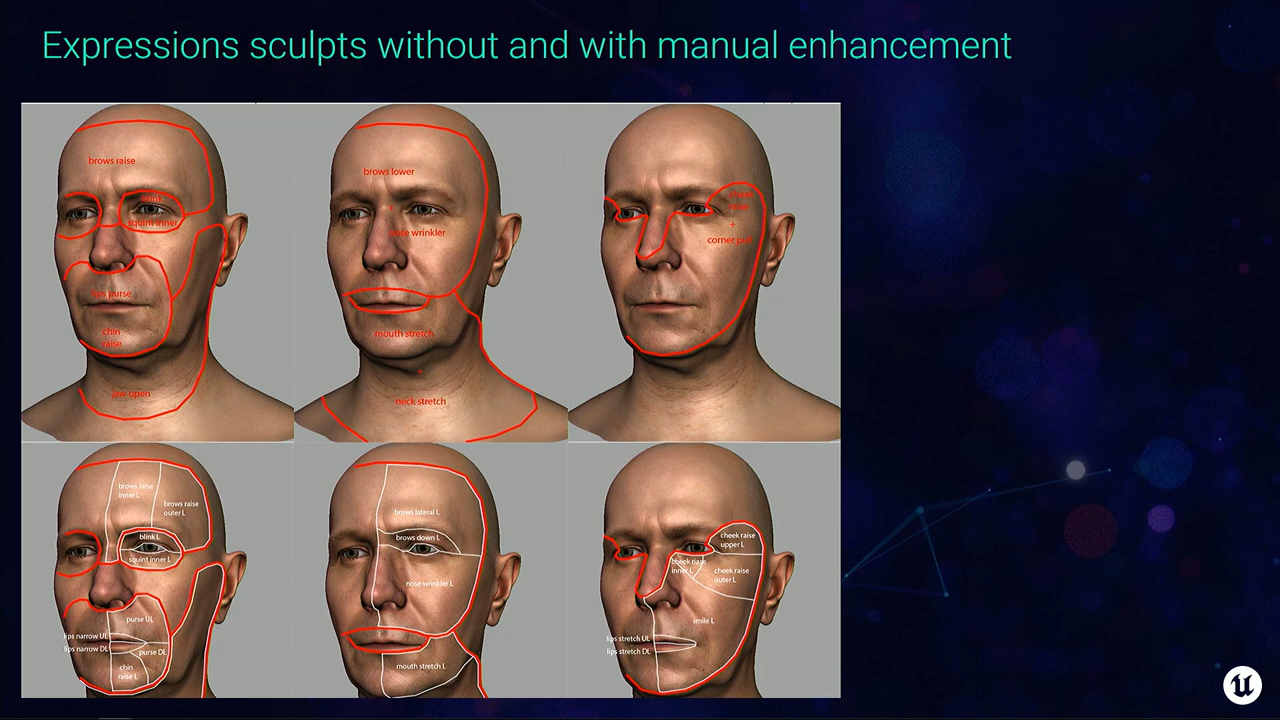 Expressions sculpts without and with manual enhancement
brows raise
blink
squint inner
lips purse
chin
raise
jaw open
brows lower
nose wrinkler
mouth stretch
+
neck stretch
cheek
raise
+
corner pull
brows raise
inner L
brows raise
outer L
blink L
squint inner L
purse UL
lips narrow UL
lips narrow DL
purse DL
chin
raise L
brows lateral L
brows down L
nose wrinkler L
mouth stretch L
cheek raise
upper L
cheek riase
inner L
cheek raise
outer L
smile L
lips stretch UL
lips stretch DL